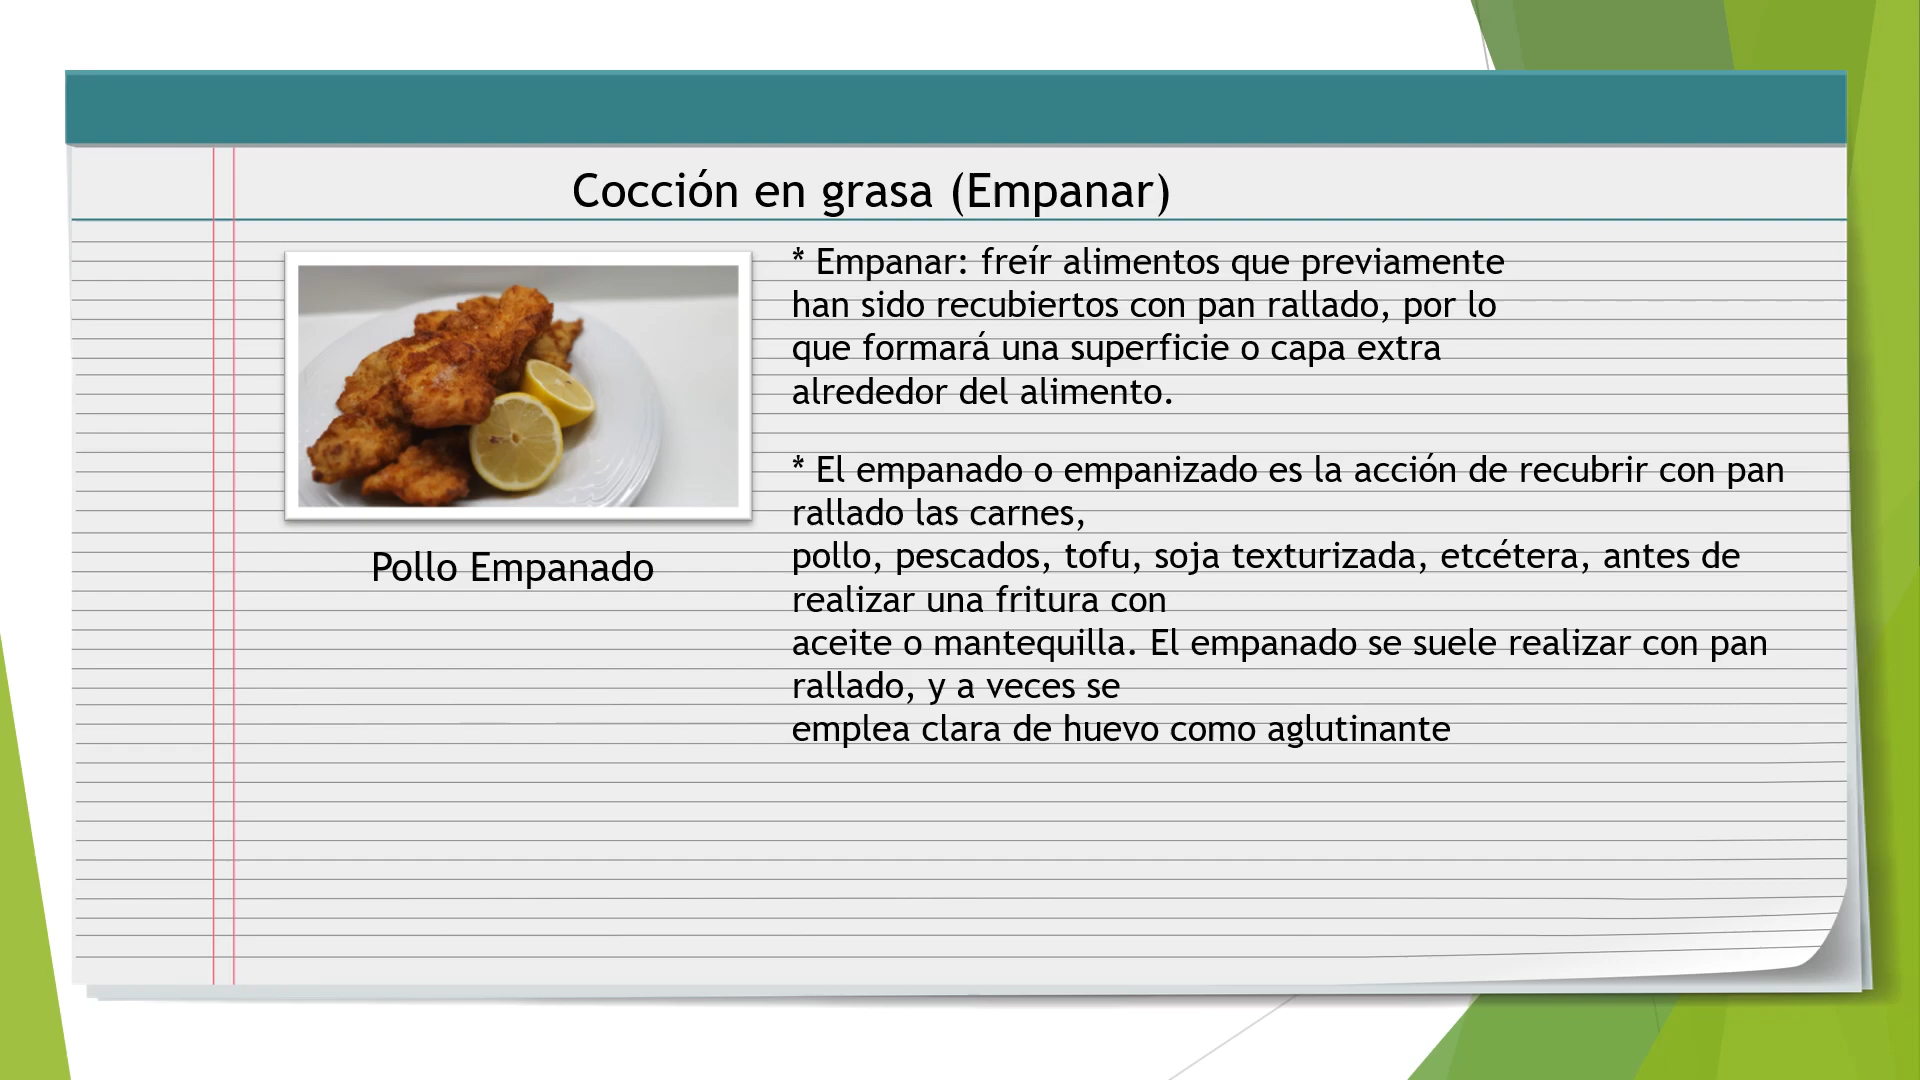 Cocción en grasa (Empanar)
* Empanar: freír alimentos que previamente
han sido recubiertos con pan rallado, por lo
que formará una superficie o capa extra
alrededor del alimento.
* El empanado o empanizado es la acción de recubrir con pan
rallado las carnes,
pollo, pescados, tofu, soja texturizada, etcétera, antes de
realizar una fritura con
aceite o mantequilla. El empanado se suele realizar con pan
rallado, y a veces se
emplea clara de huevo como aglutinante
Pollo Empanado